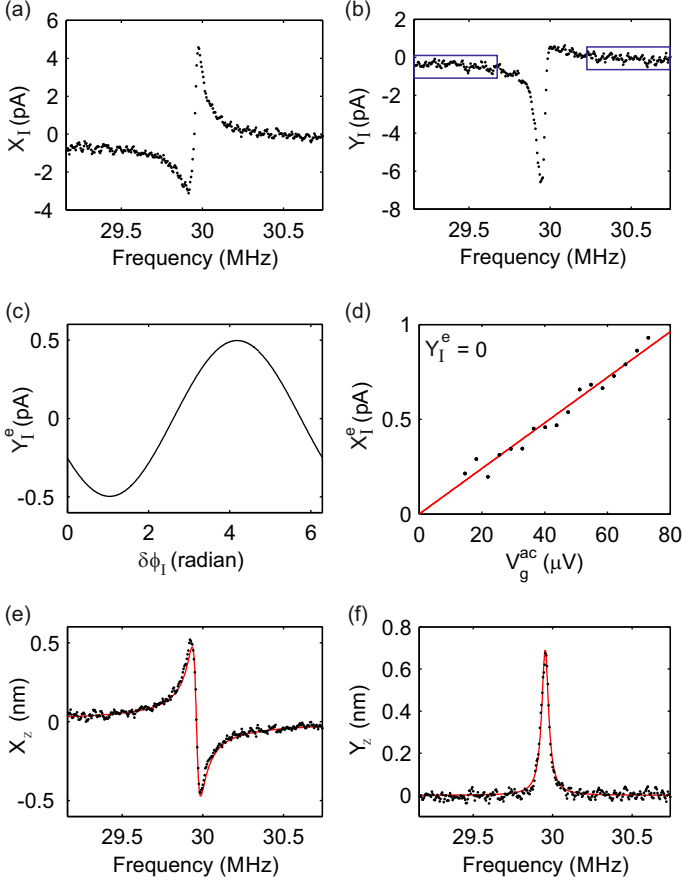 (a)
X_I (pA)
6
4
2
0
-2
-4
29.5
30
30.5
Frequency (MHz)
(b)
Y_I (pA)
2
0
-2
-4
-6
-8
29.5
30
30.5
Frequency (MHz)
(c)
Y_I^e (pA)
0.5
0
-0.5
0
2
4
6
δϕ_I (radian)
(d)
Y_I^e = 0
X_I^e (pA)
1
0.5
0
0
20
40
60
80
V_g^ac (μV)
(e)
X_z (nm)
0.5
0
-0.5
29.5
30
30.5
Frequency (MHz)
(f)
Y_z (nm)
0.8
0.6
0.4
0.2
0
29.5
30
30.5
Frequency (MHz)